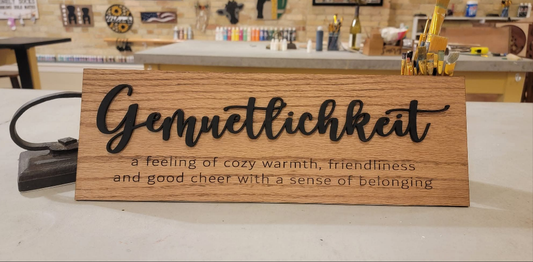 Gemuetlichkeit
a feeling of cozy warmth, friendliness
and good cheer with a sense of belonging